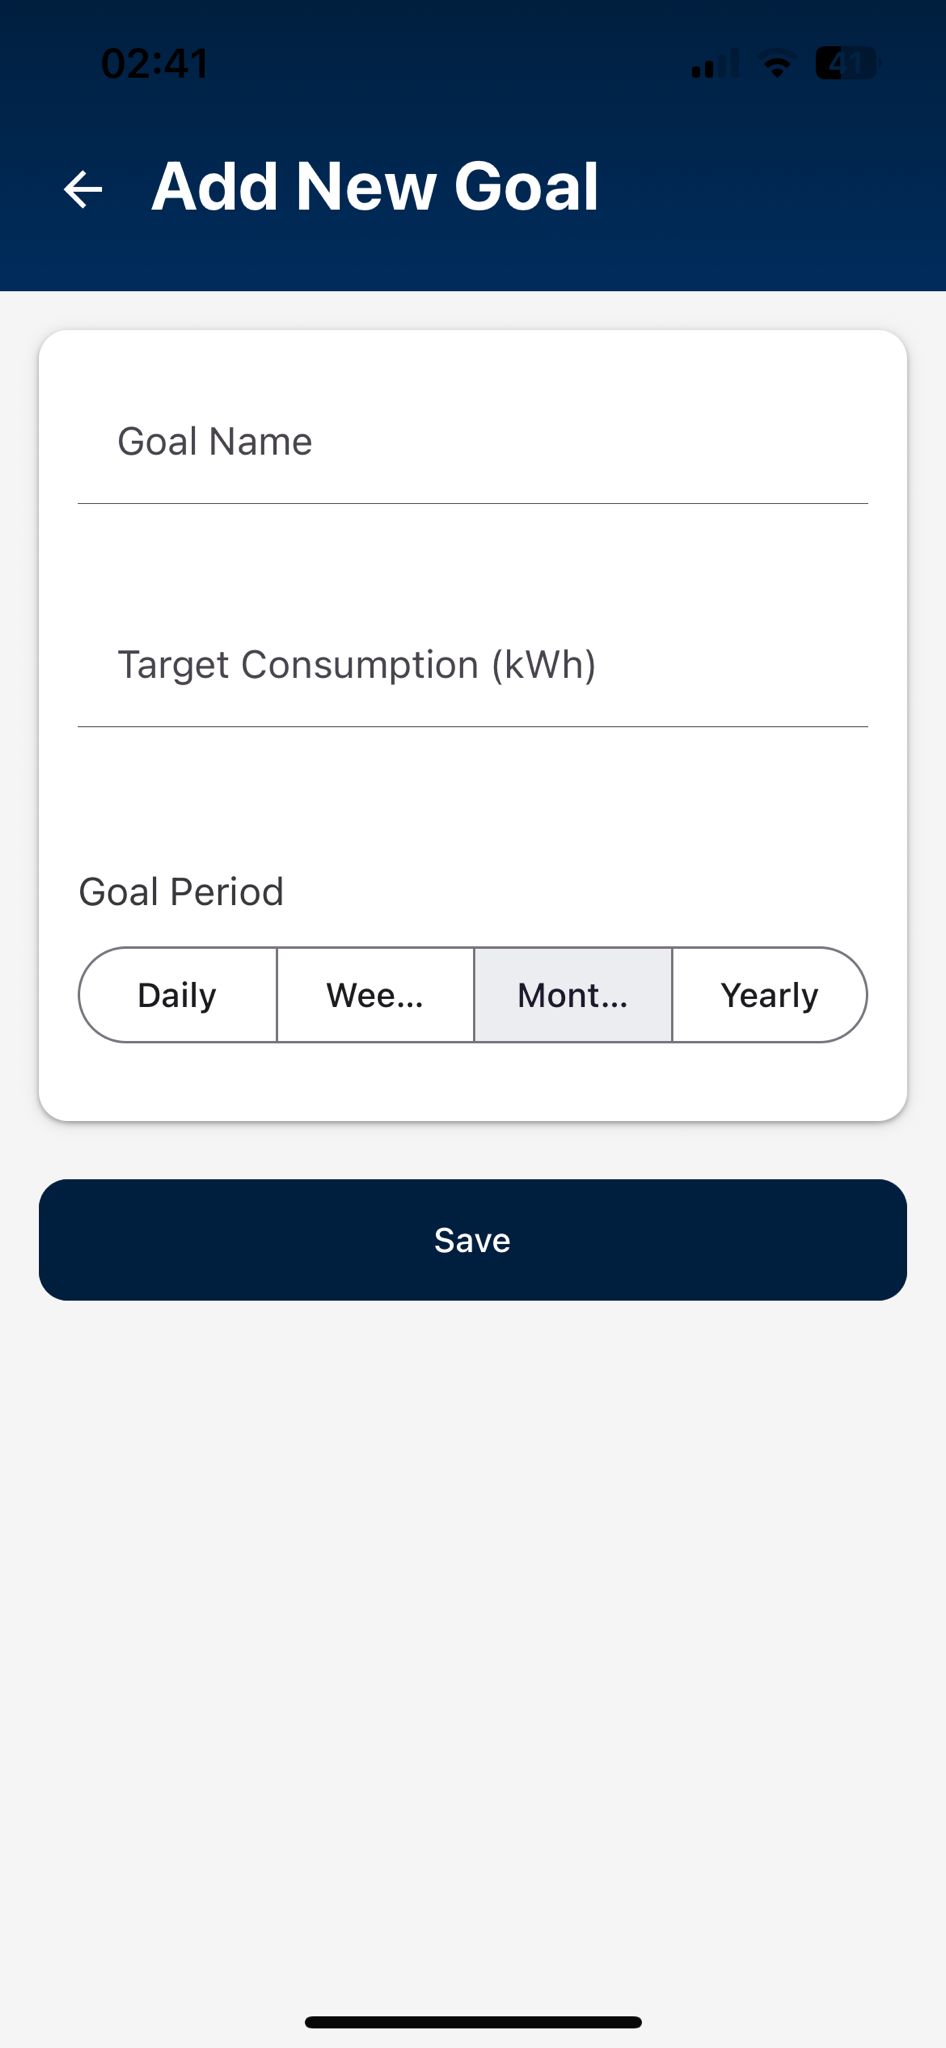 02:41 41
Add New Goal
Goal Name
Target Consumption (kWh)
Goal Period
Daily Wee... Mont... Yearly
Save